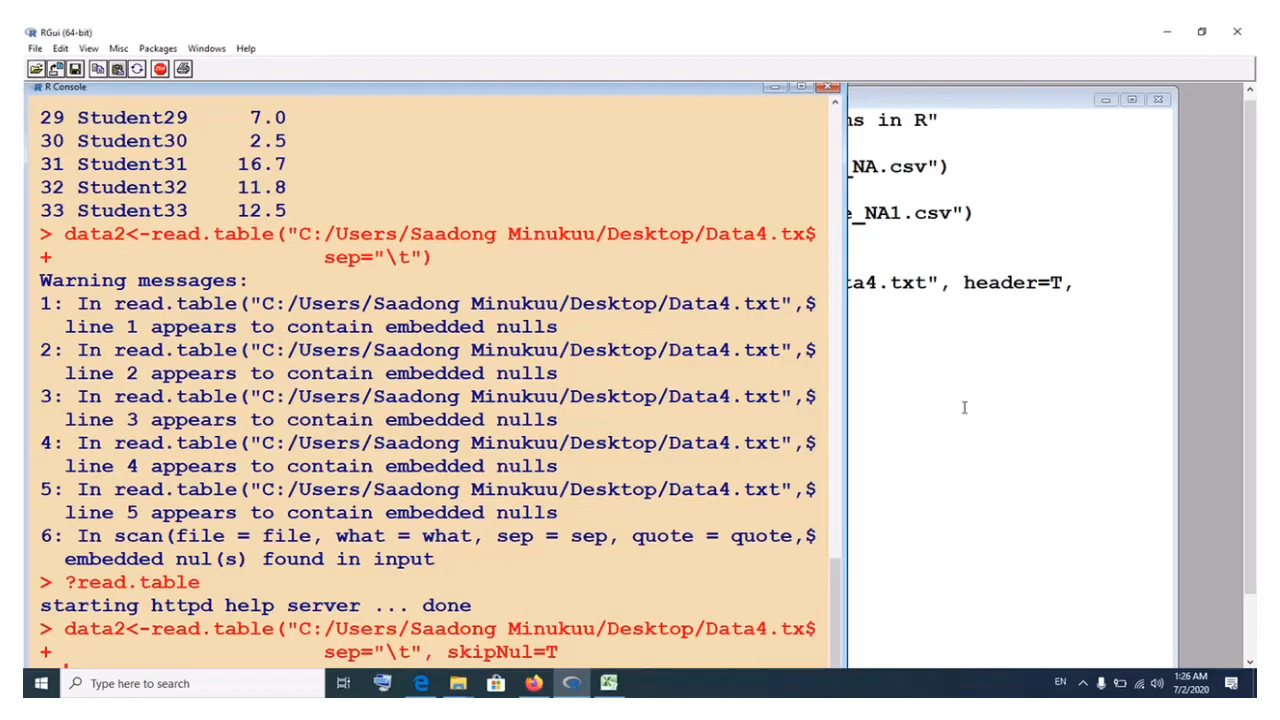 RGui (64-bit)
File Edit View Misc Packages Windows Help
R Console
29 Student29 7.0
30 Student30 2.5
31 Student31 16.7
32 Student32 11.8
33 Student33 12.5
> data2<-read.table("C:/Users/Saadong Minukuu/Desktop/Data4.tx$
+ sep="\t")
Warning messages:
1: In read.table("C:/Users/Saadong Minukuu/Desktop/Data4.txt",$
line 1 appears to contain embedded nulls
2: In read.table("C:/Users/Saadong Minukuu/Desktop/Data4.txt",$
line 2 appears to contain embedded nulls
3: In read.table("C:/Users/Saadong Minukuu/Desktop/Data4.txt",$
line 3 appears to contain embedded nulls
4: In read.table("C:/Users/Saadong Minukuu/Desktop/Data4.txt",$
line 4 appears to contain embedded nulls
5: In read.table("C:/Users/Saadong Minukuu/Desktop/Data4.txt",$
line 5 appears to contain embedded nulls
6: In scan(file = file, what = what, sep = sep, quote = quote,$
embedded nul(s) found in input
> ?read.table
starting httpd help server ... done
> data2<-read.table("C:/Users/Saadong Minukuu/Desktop/Data4.tx$
+ sep="\t", skipNul=T
ns in R"
_NA.csv")
e_NA1.csv")
ta4.txt", header=T,
Type here to search
EN
1:26 AM
7/2/2020